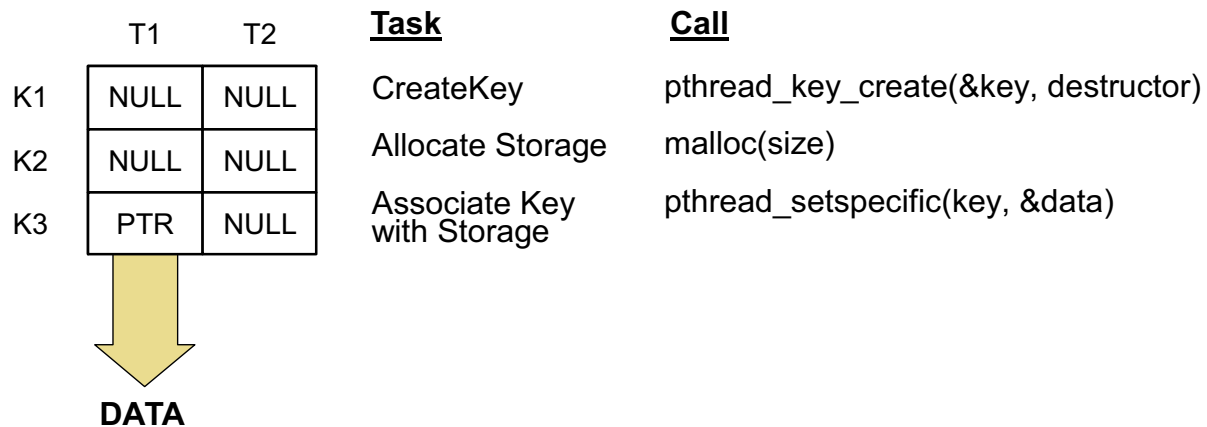 T1 T2 Task Call
K1 NULL NULL CreateKey pthread_key_create(&key, destructor)
K2 NULL NULL Allocate Storage malloc(size)
K3 PTR NULL Associate Key with Storage pthread_setspecific(key, &data)
DATA